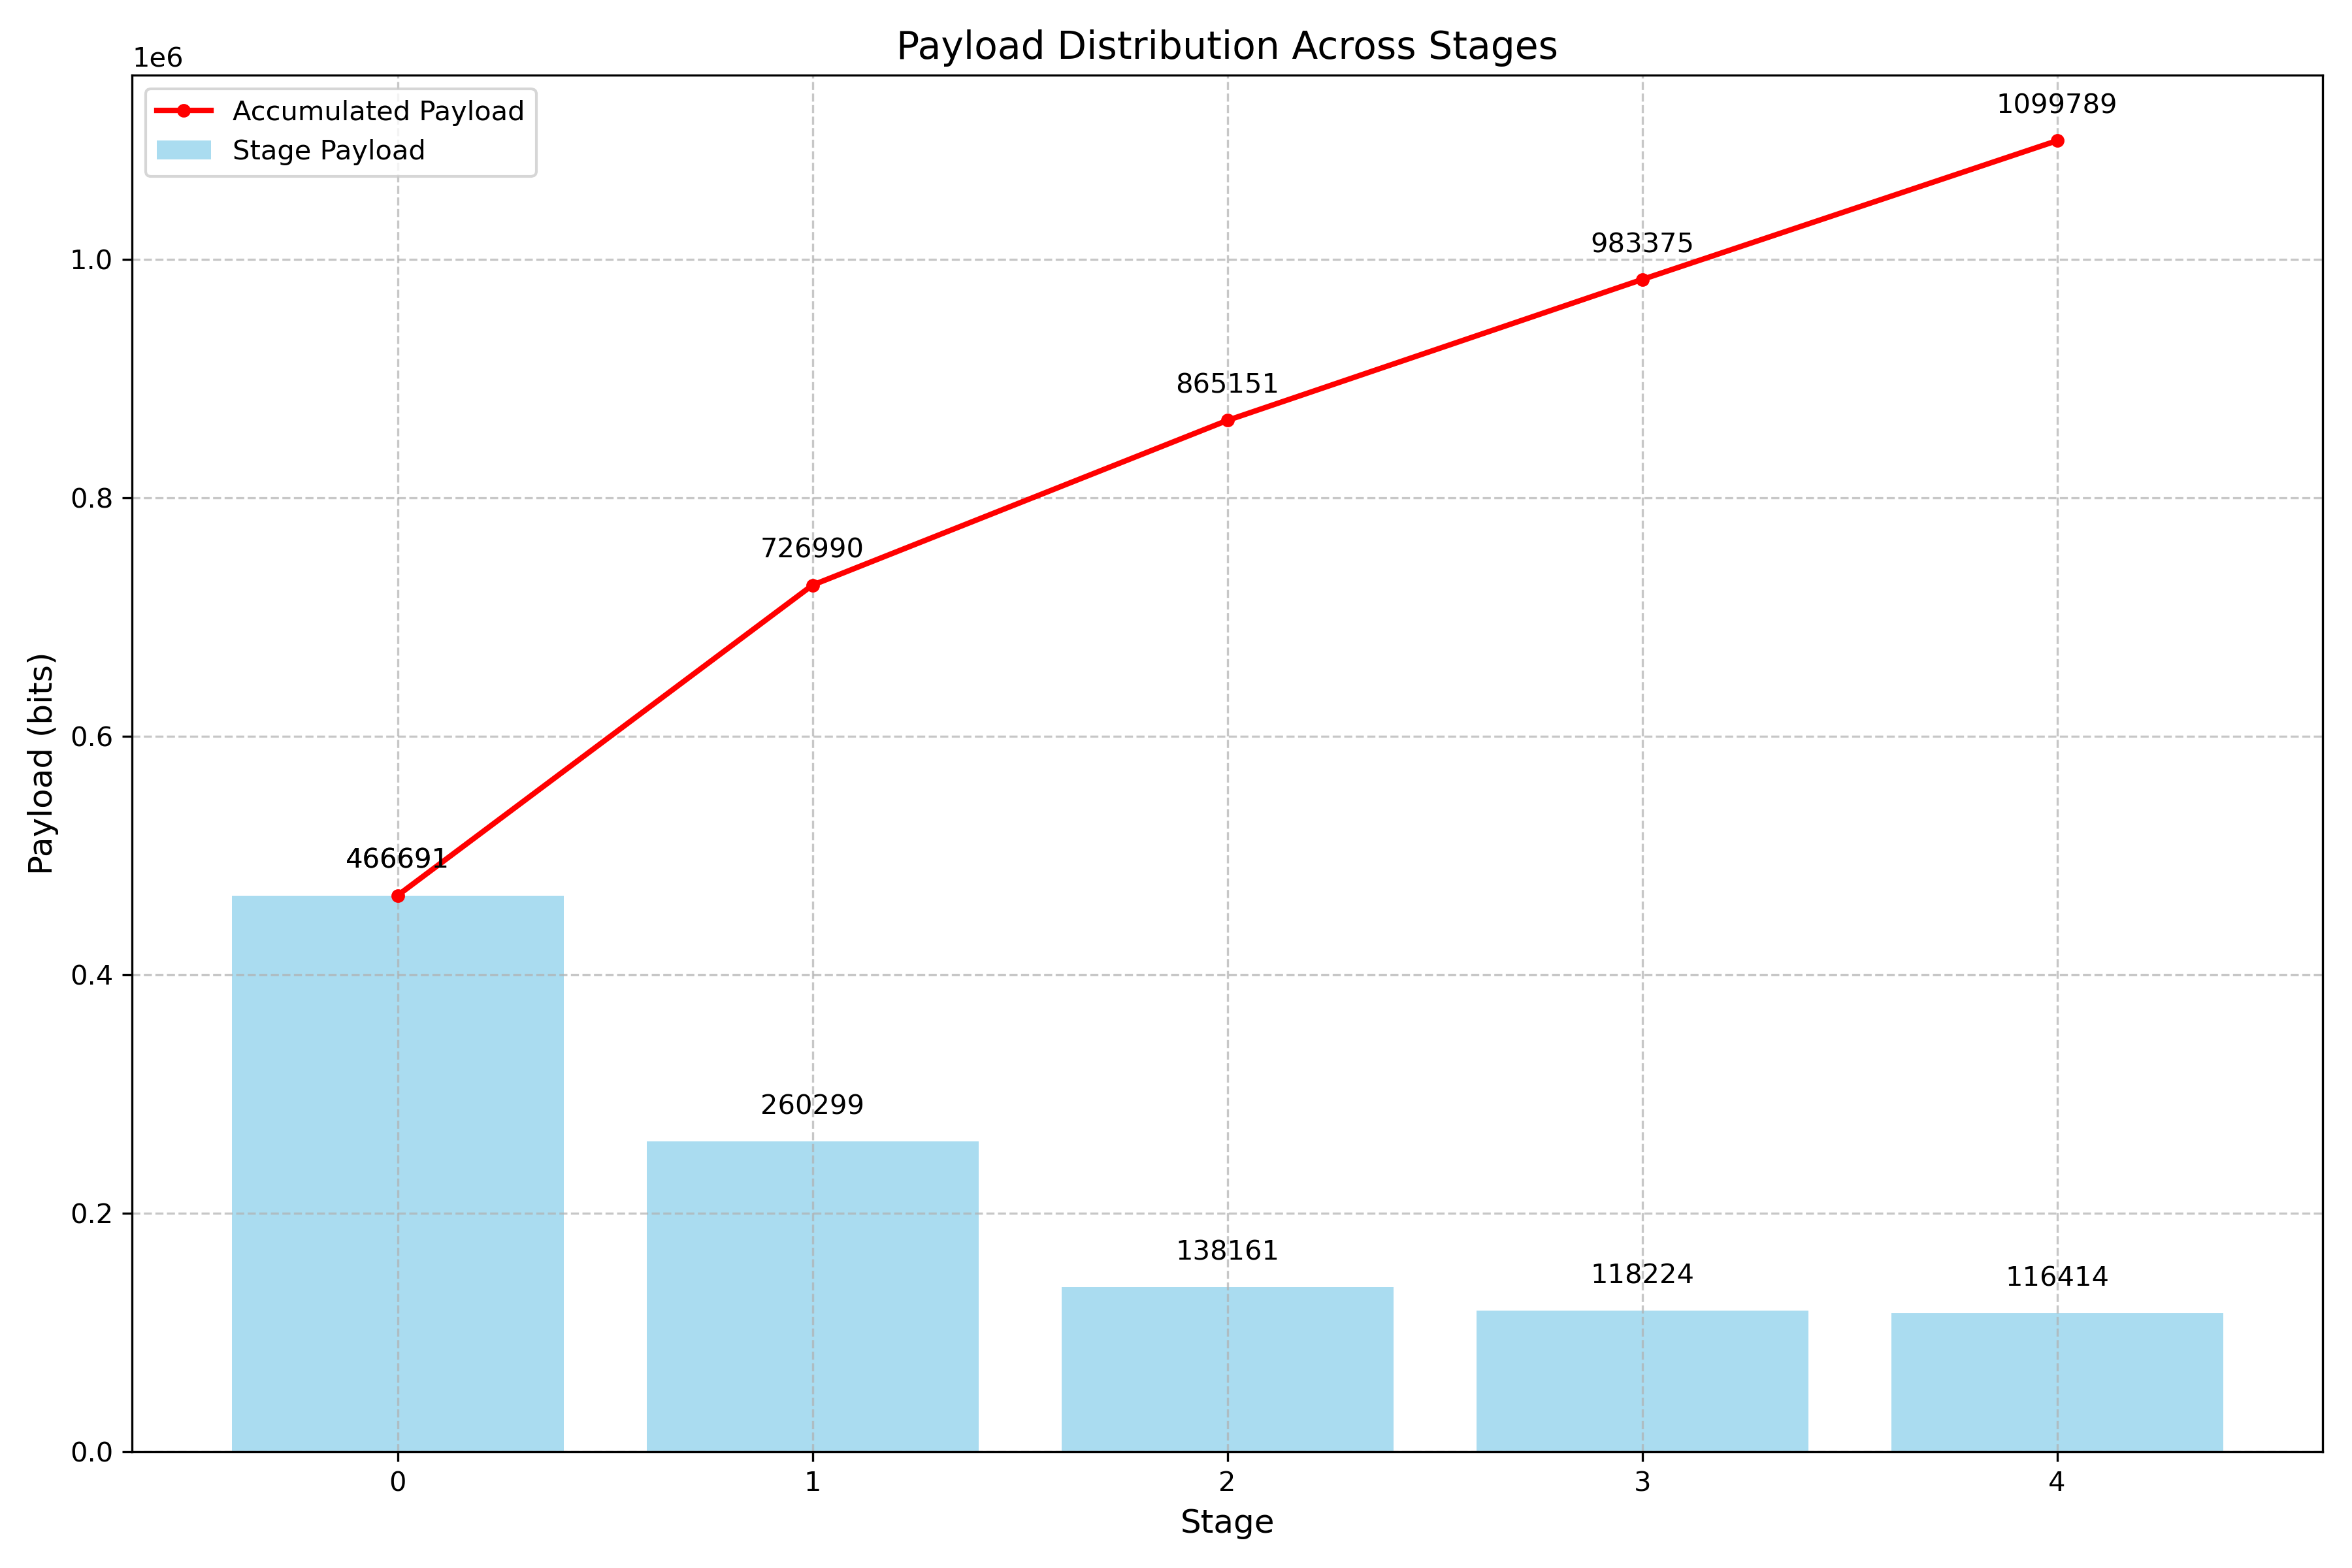 Payload Distribution Across Stages
1e6
Accumulated Payload
Stage Payload
1099789
983375
865151
726990
466691
260299
138161
118224
116414
1.0
0.8
0.6
0.4
0.2
0.0
Payload (bits)
0 1 2 3 4
Stage